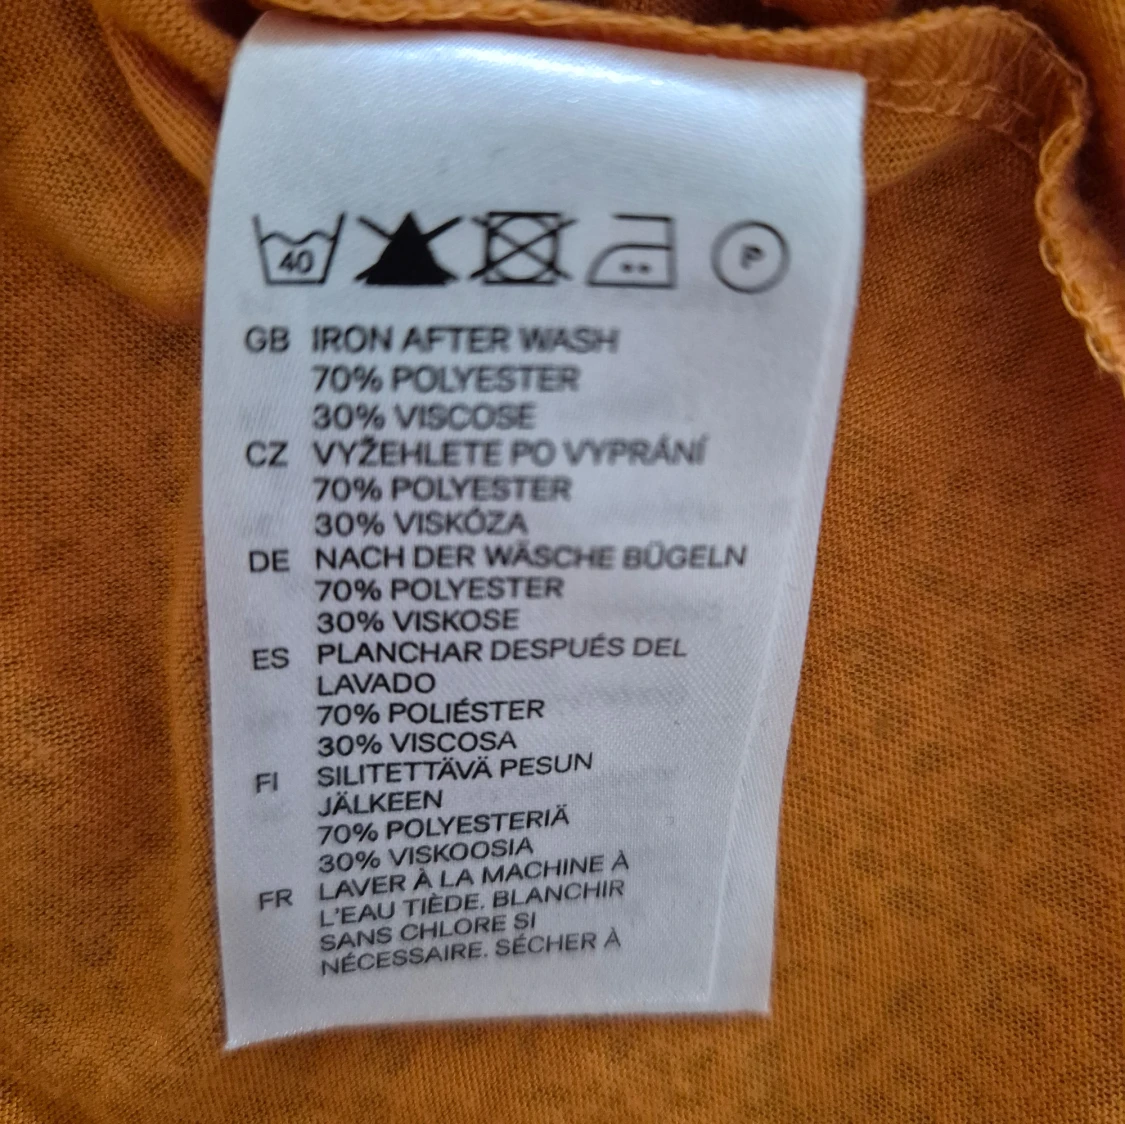 40 P
GB IRON AFTER WASH
70% POLYESTER
30% VISCOSE
CZ VYŽEHLETE PO VYPRÁNÍ
70% POLYESTER
30% VISKÓZA
DE NACH DER WÄSCHE BÜGELN
70% POLYESTER
30% VISKOSE
ES PLANCHAR DESPUÉS DEL
LAVADO
70% POLIÉSTER
30% VISCOSA
FI SILITETTÄVÄ PESUN
JÄLKEEN
70% POLYESTERIÄ
30% VISKOOSIA
FR LAVER À LA MACHINE À
L'EAU TIÈDE. BLANCHIR
SANS CHLORE SI
NÉCESSAIRE. SÉCHER À